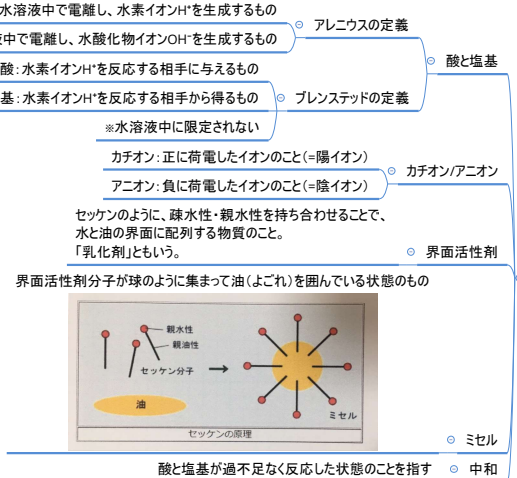 水溶液中で電離し、水素イオンH⁺を生成するもの
アレニウスの定義
中で電離し、水酸化物イオンOH⁻を生成するもの
酸と塩基
酸：水素イオンH⁺を反応する相手に与えるもの
基：水素イオンH⁺を反応する相手から得るもの
ブレンステッドの定義
※水溶液中に限定されない
カチオン：正に荷電したイオンのこと(=陽イオン)
カチオン/アニオン
アニオン：負に荷電したイオンのこと(=陰イオン)
セッケンのように、疎水性・親水性を持ち合わせることで、
水と油の界面に配列する物質のこと。
「乳化剤」ともいう。
界面活性剤
界面活性剤分子が球のように集まって油(よごれ)を囲んでいる状態のもの
親水性
親油性
セッケン分子
油
ミセル
セッケンの原理
ミセル
酸と塩基が過不足なく反応した状態のことを指す
中和